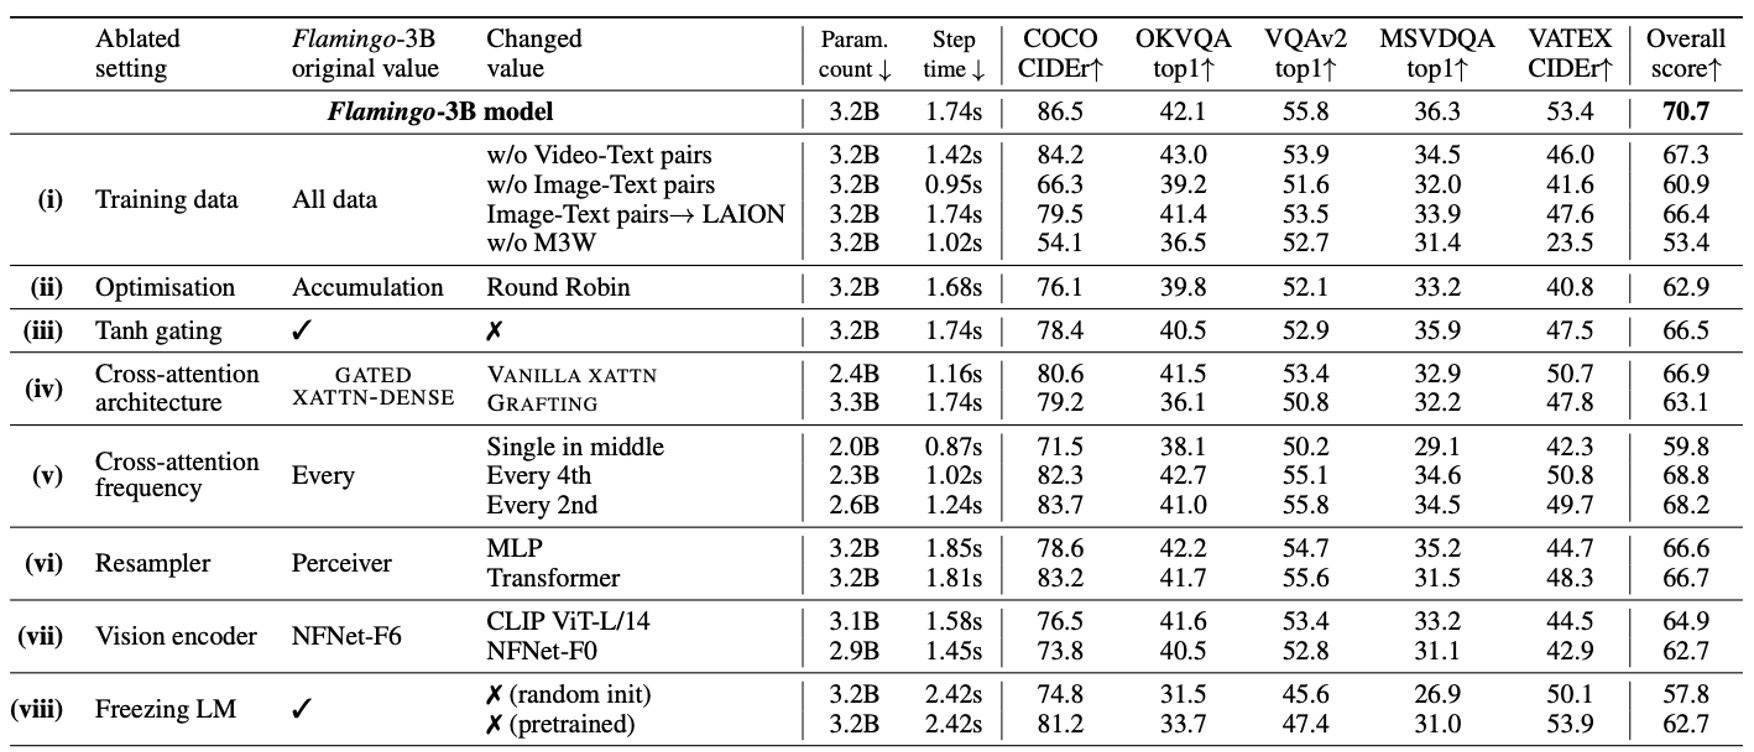 Ablated setting Flamingo-3B original value Changed value Param. count ↓ Step time ↓ COCO CIDEr↑ OKVQA top1↑ VQAv2 top1↑ MSVDQA top1↑ VATEX CIDEr↑ Overall score↑
Flamingo-3B model 3.2B 1.74s 86.5 42.1 55.8 36.3 53.4 70.7
(i) Training data All data w/o Video-Text pairs 3.2B 1.42s 84.2 43.0 53.9 34.5 46.0 67.3
w/o Image-Text pairs 3.2B 0.95s 66.3 39.2 51.6 32.0 41.6 60.9
Image-Text pairs→ LAION 3.2B 1.74s 79.5 41.4 53.5 33.9 47.6 66.4
w/o M3W 3.2B 1.02s 54.1 36.5 52.7 31.4 23.5 53.4
(ii) Optimisation Accumulation Round Robin 3.2B 1.68s 76.1 39.8 52.1 33.2 40.8 62.9
(iii) Tanh gating ✓ ✗ 3.2B 1.74s 78.4 40.5 52.9 35.9 47.5 66.5
(iv) Cross-attention architecture GATED XATTN-DENSE VANILLA XATTN 2.4B 1.16s 80.6 41.5 53.4 32.9 50.7 66.9
GRAFTING 3.3B 1.74s 79.2 36.1 50.8 32.2 47.8 63.1
(v) Cross-attention frequency Every Single in middle 2.0B 0.87s 71.5 38.1 50.2 29.1 42.3 59.8
Every 4th 2.3B 1.02s 82.3 42.7 55.1 34.6 50.8 68.8
Every 2nd 2.6B 1.24s 83.7 41.0 55.8 34.5 49.7 68.2
(vi) Resampler Perceiver MLP 3.2B 1.85s 78.6 42.2 54.7 35.2 44.7 66.6
Transformer 3.2B 1.81s 83.2 41.7 55.6 31.5 48.3 66.7
(vii) Vision encoder NFNet-F6 CLIP ViT-L/14 3.1B 1.58s 76.5 41.6 53.4 33.2 44.5 64.9
NFNet-F0 2.9B 1.45s 73.8 40.5 52.8 31.1 42.9 62.7
(viii) Freezing LM ✓ ✗ (random init) 3.2B 2.42s 74.8 31.5 45.6 26.9 50.1 57.8
✗ (pretrained) 3.2B 2.42s 81.2 33.7 47.4 31.0 53.9 62.7